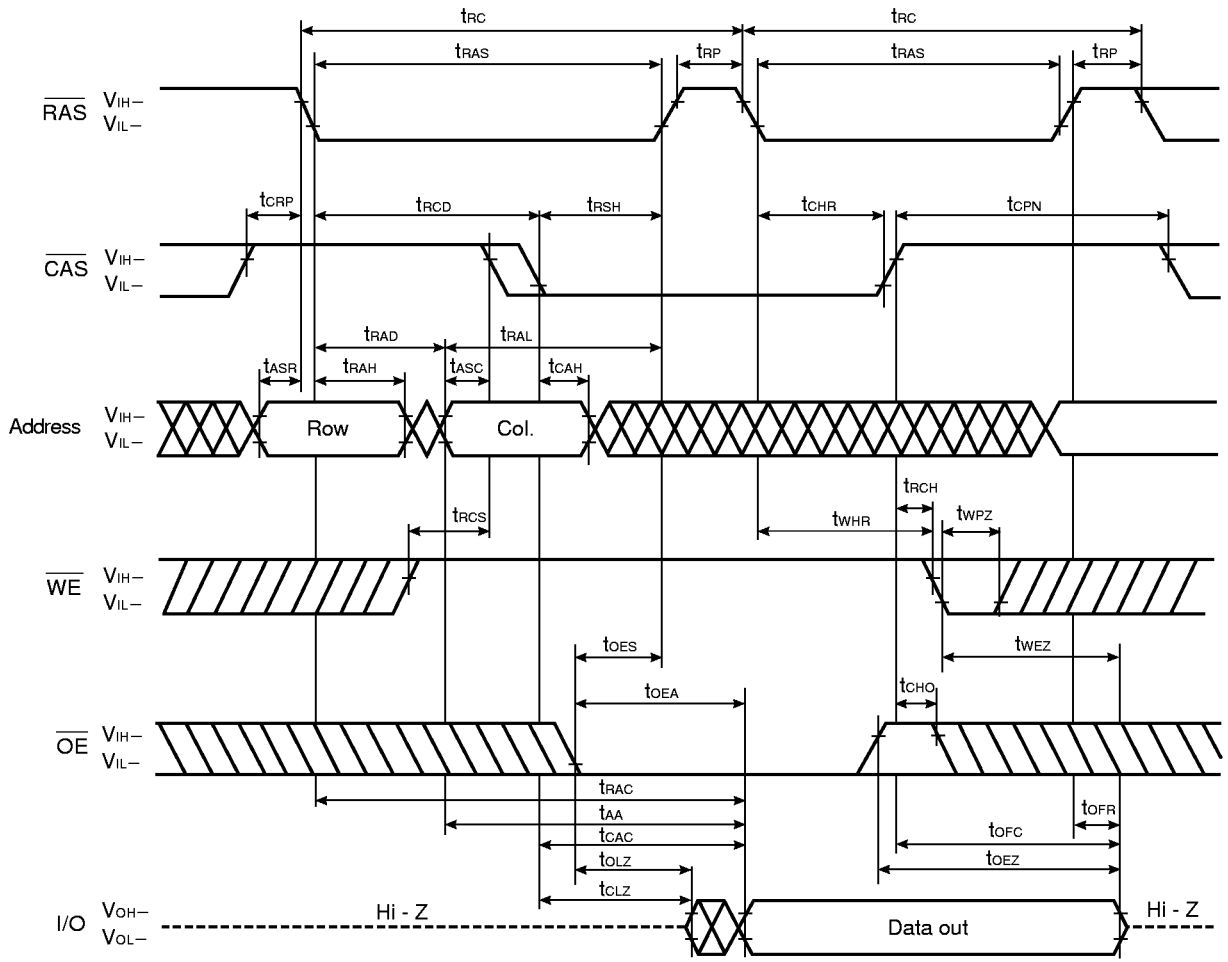 tRC tRC
tRAS tRP tRAS tRP
RAS VIH–
VIL–
tCRP tRCD tRSH tCHR tCPN
CAS VIH–
VIL–
tRAD tRAL
tASR tRAH tASC tCAH
Address VIH–
VIL–
Row Col.
tRCH
tRCS tWHR tWPZ
WE VIH–
VIL–
tOES tWEZ
tOEA tCHO
OE VIH–
VIL–
tRAC
tAA tOFR
tCAC tOFC
tOLZ tOEZ
tCLZ
I/O VOH–
VOL–
Hi - Z Data out Hi - Z